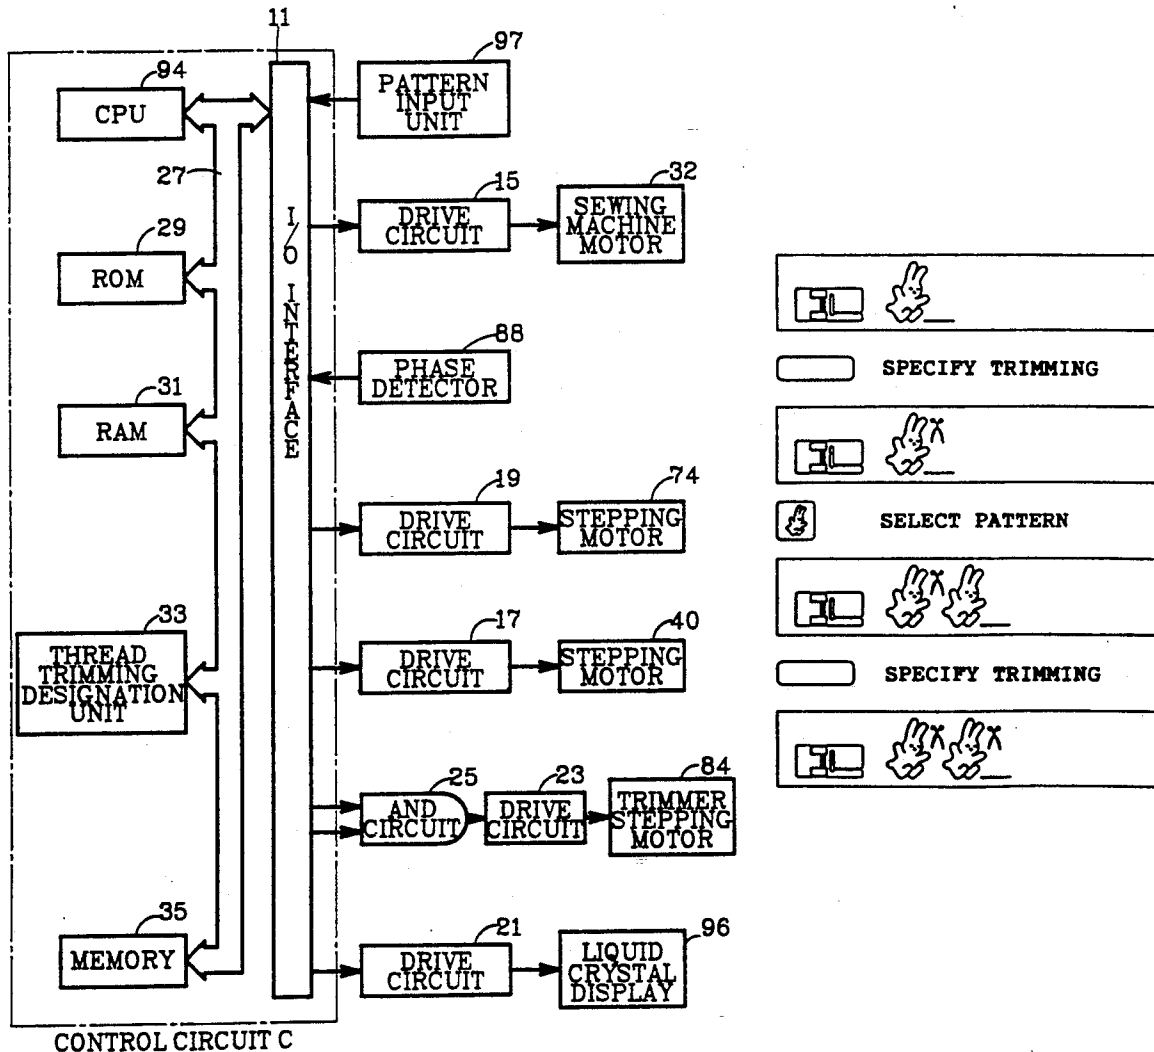 11
94
CPU
27
29
ROM
31
RAM
33
THREAD
TRIMMING
DESIGNATION
UNIT
35
MEMORY
CONTROL CIRCUIT C
I/O INTERFACE
97
PATTERN
INPUT
UNIT
15
DRIVE
CIRCUIT
32
SEWING
MACHINE
MOTOR
88
PHASE
DETECTOR
19
DRIVE
CIRCUIT
74
STEPPING
MOTOR
17
DRIVE
CIRCUIT
40
STEPPING
MOTOR
25
AND
CIRCUIT
23
DRIVE
CIRCUIT
84
TRIMMER
STEPPING
MOTOR
21
DRIVE
CIRCUIT
96
LIQUID
CRYSTAL
DISPLAY
SPECIFY TRIMMING
SELECT PATTERN
SPECIFY TRIMMING